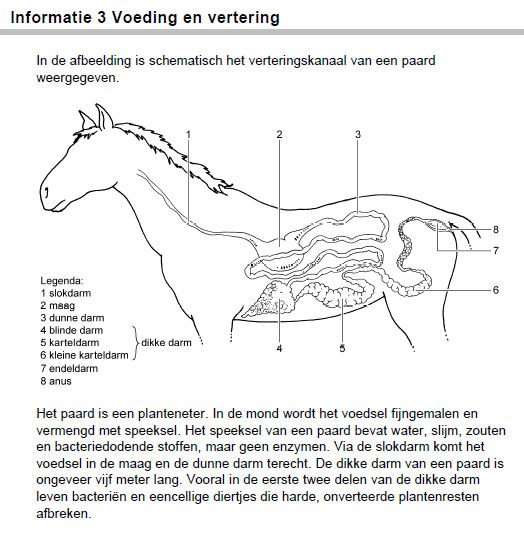 Informatie 3 Voeding en vertering
In de afbeelding is schematisch het verteringskanaal van een paard
weergegeven.
1 2 3
8
7
6
Legenda:
1 slokdarm
2 maag
3 dunne darm
4 blinde darm
5 karteldarm
dikke darm
6 kleine karteldarm
7 endeldarm
8 anus
4 5
Het paard is een planteneter. In de mond wordt het voedsel fijngemalen en
vermengd met speeksel. Het speeksel van een paard bevat water, slijm, zouten
en bacteriedodende stoffen, maar geen enzymen. Via de slokdarm komt het
voedsel in de maag en de dunne darm terecht. De dikke darm van een paard is
ongeveer vijf meter lang. Vooral in de eerste twee delen van de dikke darm
leven bacteriën en eencellige diertjes die harde, onverteerde plantenresten
afbreken.